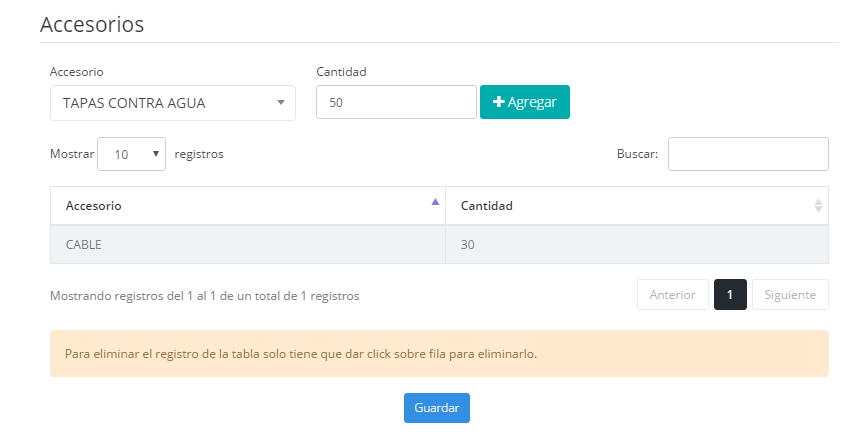 Accesorios
Accesorio Cantidad
TAPAS CONTRA AGUA 50 Agregar
Mostrar 10 registros Buscar:
Accesorio Cantidad
CABLE 30
Mostrando registros del 1 al 1 de un total de 1 registros Anterior 1 Siguiente
Para eliminar el registro de la tabla solo tiene que dar click sobre fila para eliminarlo.
Guardar